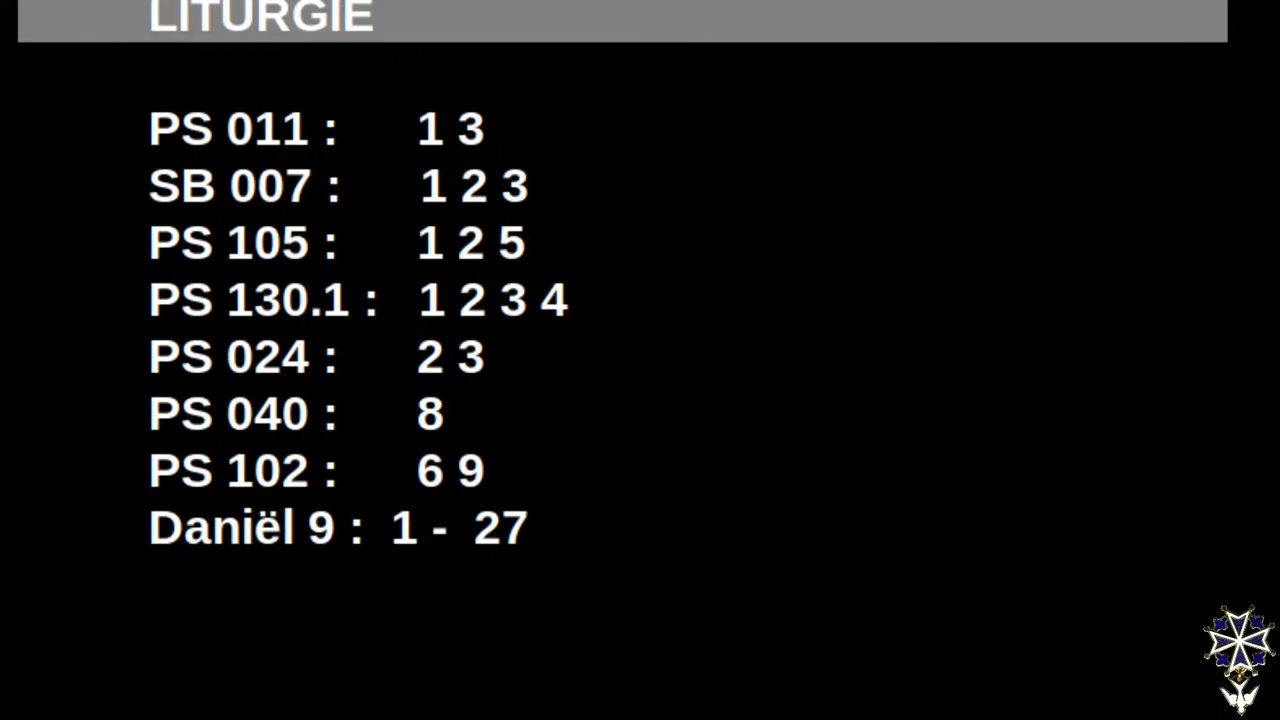 LITURGIE
PS 011 : 1 3
SB 007 : 1 2 3
PS 105 : 1 2 5
PS 130.1 : 1 2 3 4
PS 024 : 2 3
PS 040 : 8
PS 102 : 6 9
Daniël 9 : 1 - 27